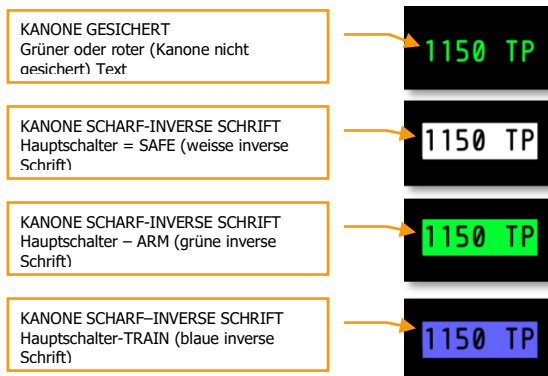 KANONE GESICHERT
Grüner oder roter (Kanone nicht
gesichert) Text
1150 TP
KANONE SCHARF-INVERSE SCHRIFT
Hauptschalter = SAFE (weisse inverse
Schrift)
1150 TP
KANONE SCHARF-INVERSE SCHRIFT
Hauptschalter – ARM (grüne inverse
Schrift)
1150 TP
KANONE SCHARF–INVERSE SCHRIFT
Hauptschalter-TRAIN (blaue inverse
Schrift)
1150 TP